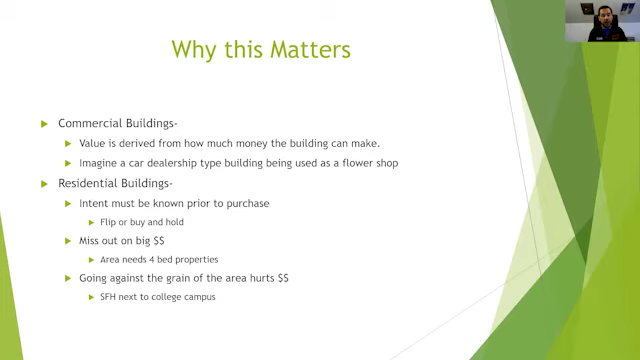 Why this Matters
Commercial Buildings-
Value is derived from how much money the building can make.
Imagine a car dealership type building being used as a flower shop
Residential Buildings-
Intent must be known prior to purchase
Flip or buy and hold
Miss out on big $$
Area needs 4 bed properties
Going against the grain of the area hurts $$
SFH next to college campus